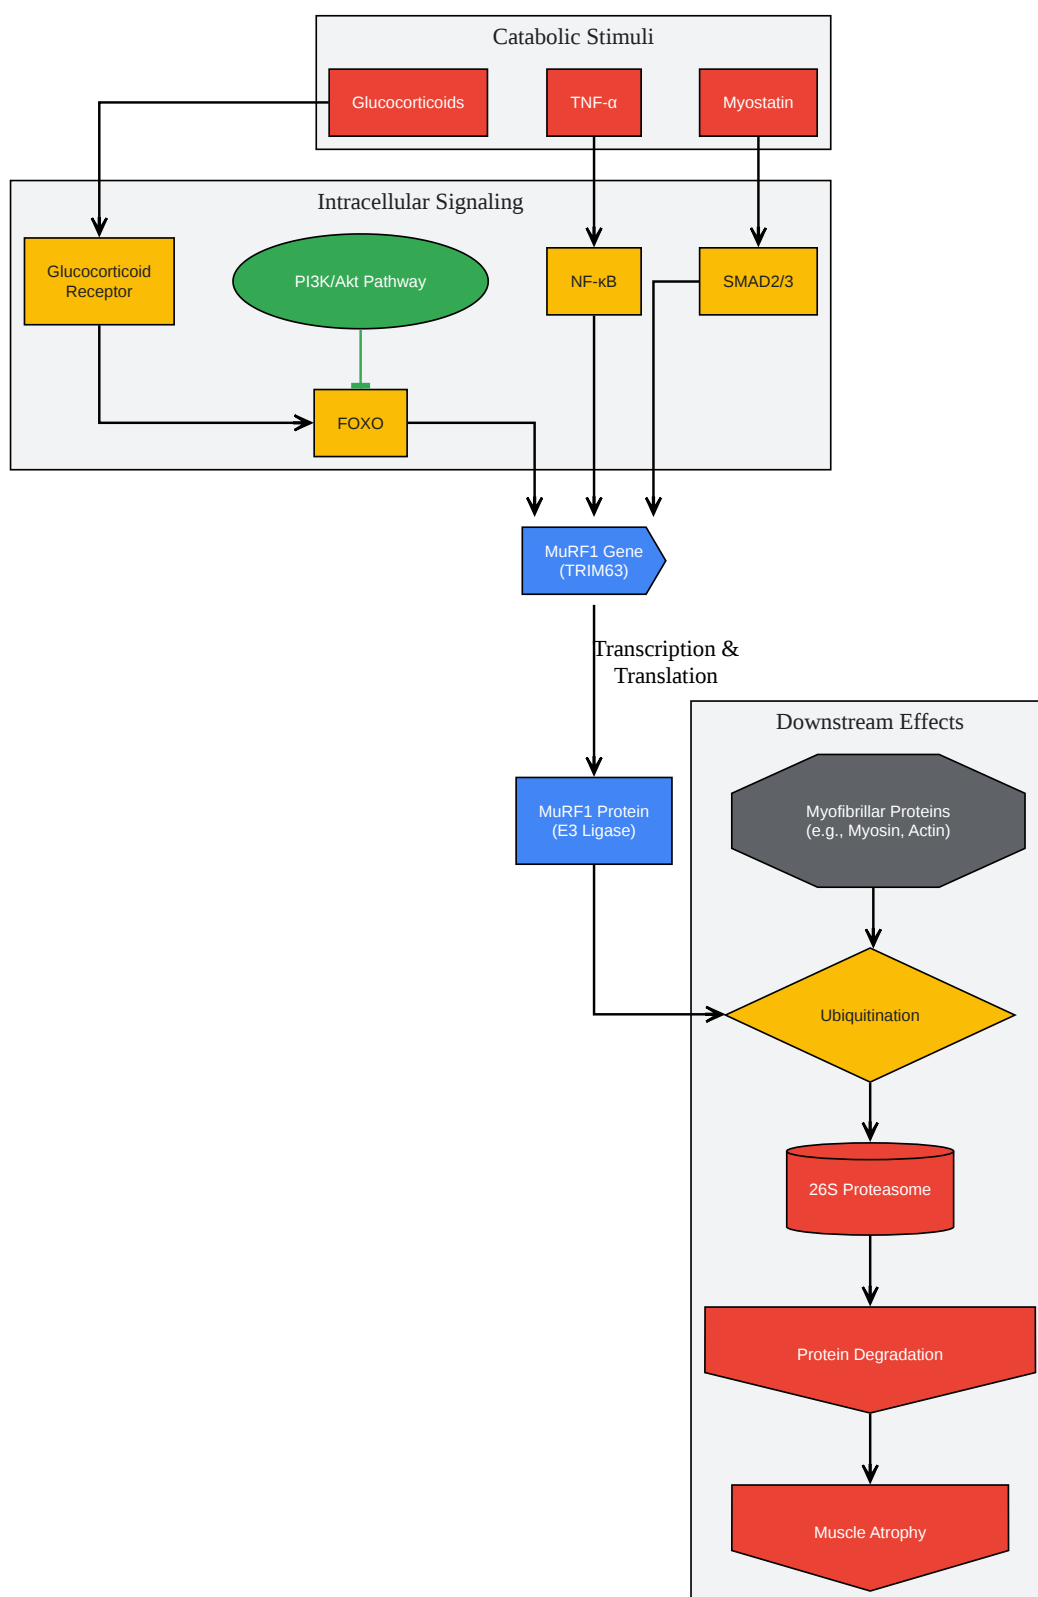 Catabolic Stimuli
Glucocorticoids
TNF-α
Myostatin
Intracellular Signaling
Glucocorticoid
Receptor
PI3K/Akt Pathway
NF-κB
SMAD2/3
FOXO
MuRF1 Gene
(TRIM63)
Transcription &
Translation
Downstream Effects
MuRF1 Protein
(E3 Ligase)
Myofibrillar Proteins
(e.g., Myosin, Actin)
Ubiquitination
26S Proteasome
Protein Degradation
Muscle Atrophy